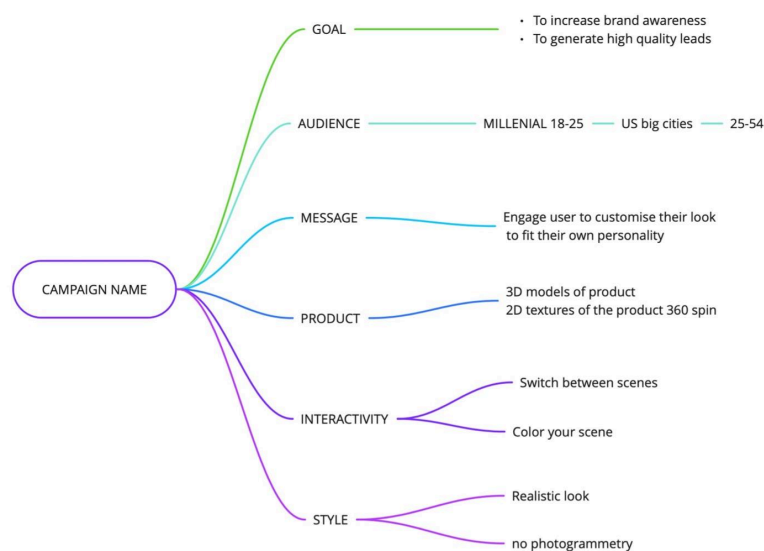 GOAL
• To increase brand awareness
• To generate high quality leads
AUDIENCE
MILLENIAL 18-25
US big cities
25-54
MESSAGE
Engage user to customise their look
to fit their own personality
CAMPAIGN NAME
PRODUCT
3D models of product
2D textures of the product 360 spin
INTERACTIVITY
Switch between scenes
Color your scene
STYLE
Realistic look
no photogrammetry